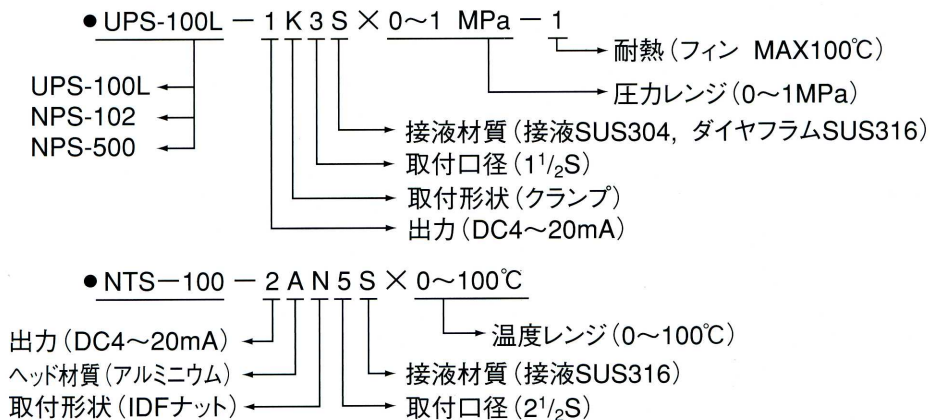 ●UPS-100L－1K3S×0～1 MPa－1
耐熱（フィン MAX100℃）
UPS-100L
圧力レンジ（0～1MPa）
NPS-102
NPS-500
接液材質（接液SUS304, ダイヤフラムSUS316）
取付口径（1 1/2S）
取付形状（クランプ）
出力（DC4～20mA）
●NTS－100－2AN5S×0～100℃
出力（DC4～20mA）
温度レンジ（0～100℃）
ヘッド材質（アルミニウム）
接液材質（接液SUS316）
取付形状（IDFナット）
取付口径（2 1/2S）